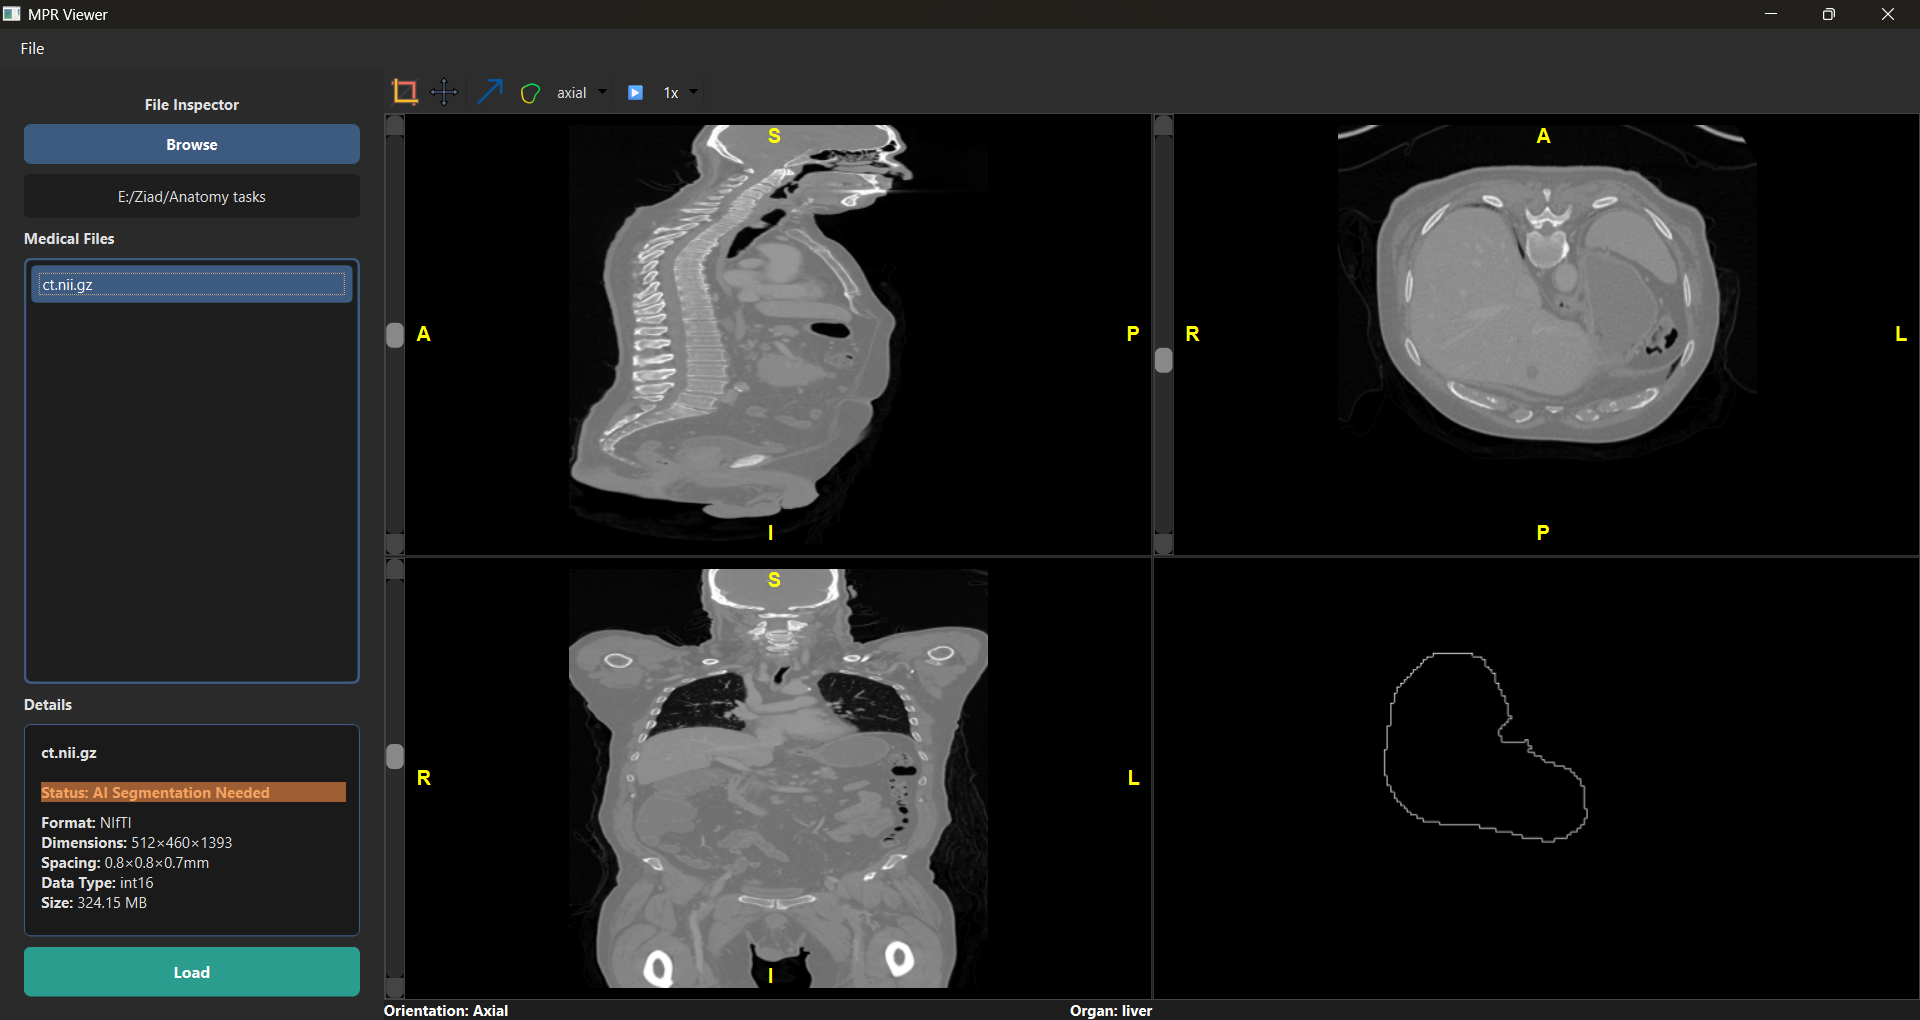 MPR Viewer
File
File Inspector
Browse
E:/Ziad/Anatomy tasks
Medical Files
ct.nii.gz
Details
ct.nii.gz
Status: AI Segmentation Needed
Format: NIfTI
Dimensions: 512×460×1393
Spacing: 0.8×0.8×0.7mm
Data Type: int16
Size: 324.15 MB
Load
axial
1x
S
A
P
I
A
R
L
P
S
R
L
I
Orientation: Axial
Organ: liver